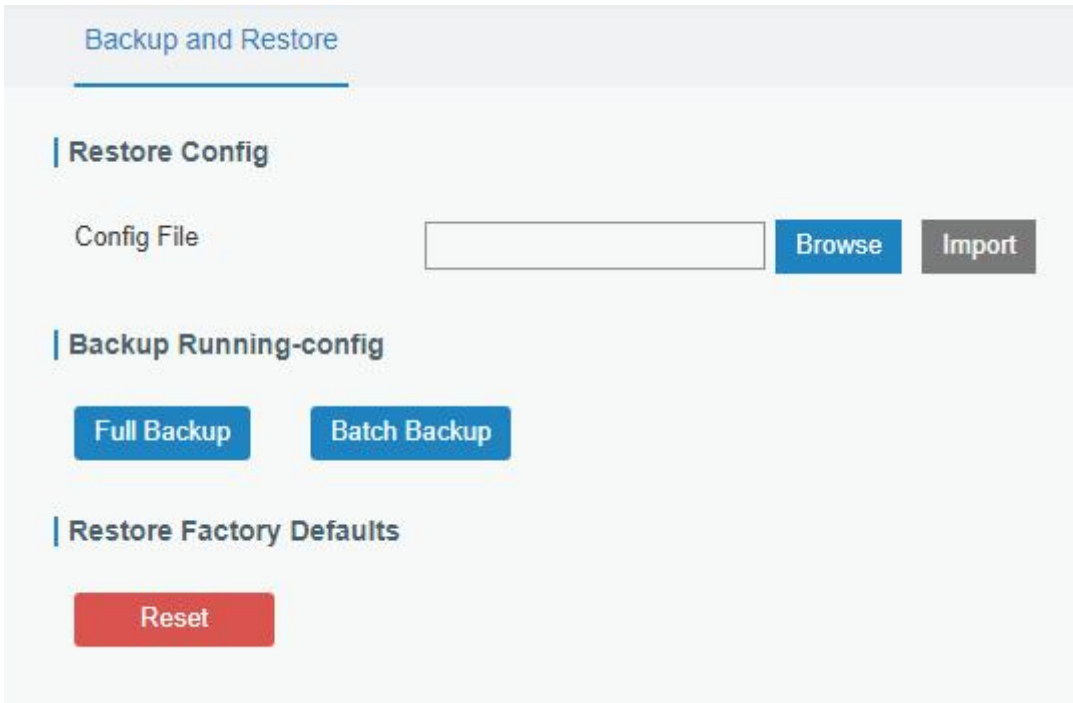 Backup and Restore
Restore Config
Config File Browse Import
Backup Running-config
Full Backup Batch Backup
Restore Factory Defaults
Reset